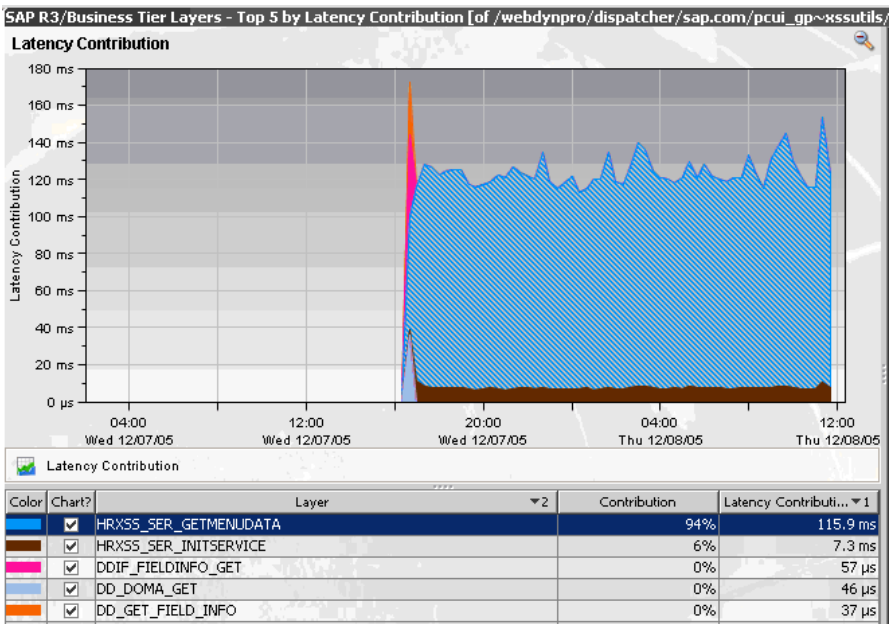 SAP R3/Business Tier Layers - Top 5 by Latency Contribution [of /webdynpro/dispatcher/sap.com/pcui_gp~xssutils/
Latency Contribution
180 ms
160 ms
140 ms
120 ms
100 ms
80 ms
60 ms
40 ms
20 ms
0 µs
Latency Contribution
04:00 12:00 20:00 04:00 12:00
Wed 12/07/05 Wed 12/07/05 Wed 12/07/05 Thu 12/08/05 Thu 12/08/05
Latency Contribution
Color Chart? Layer 2 Contribution Latency Contributi... 1
HRXSS_SER_GETMENUDATA 94% 115.9 ms
HRXSS_SER_INITSERVICE 6% 7.3 ms
DDIF_FIELDINFO_GET 0% 57 µs
DD_DOMA_GET 0% 46 µs
DD_GET_FIELD_INFO 0% 37 µs